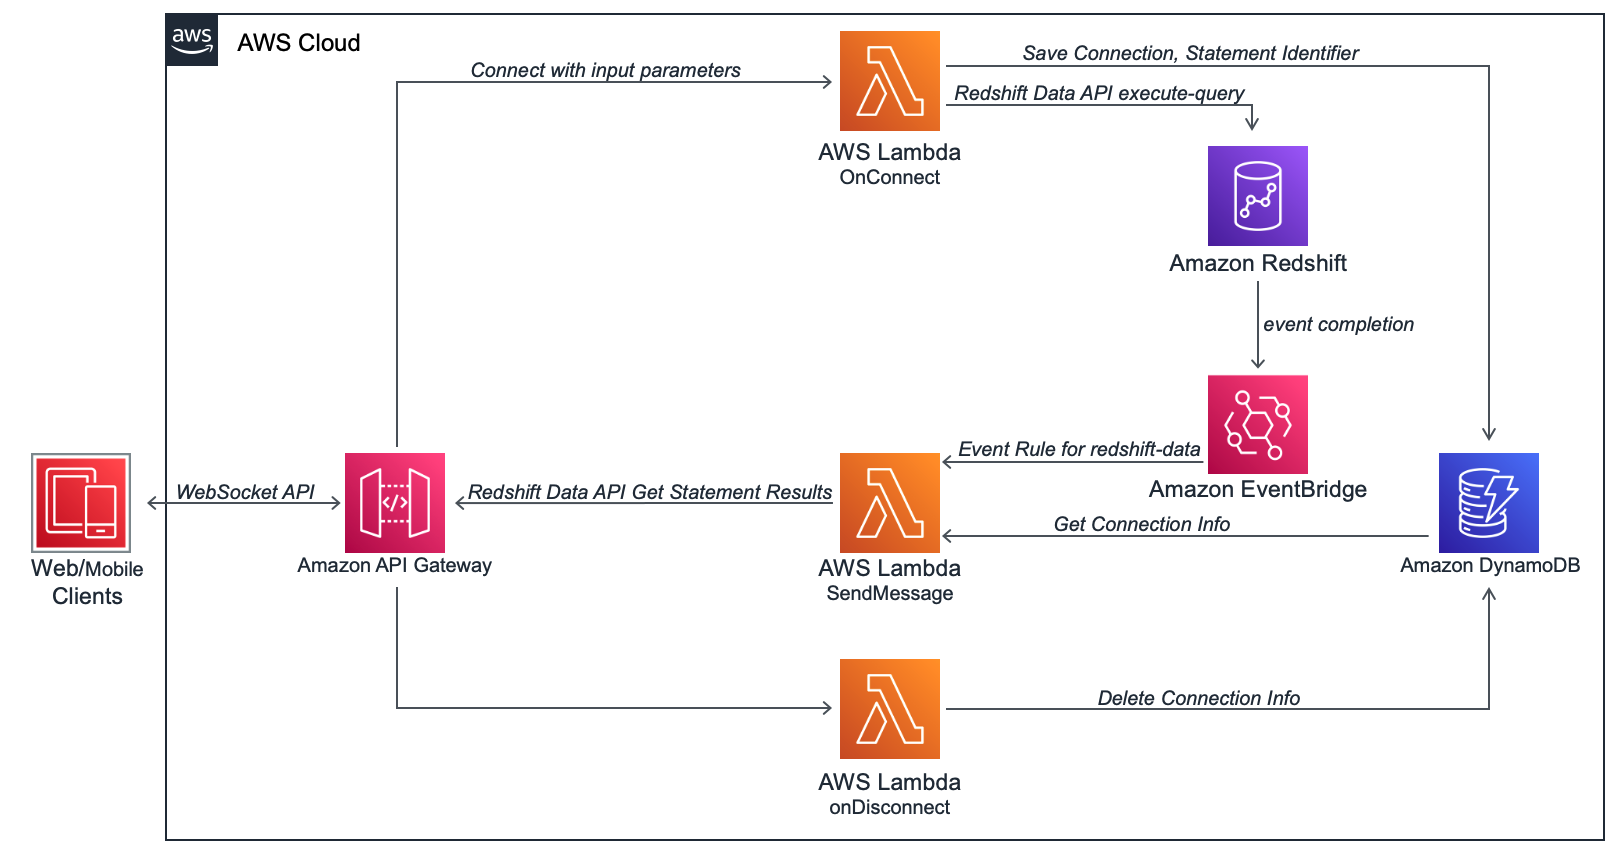 aws
AWS Cloud
Connect with input parameters
Save Connection, Statement Identifier
Redshift Data API execute-query
AWS Lambda
OnConnect
Amazon Redshift
event completion
Event Rule for redshift-data
Amazon EventBridge
WebSocket API
Redshift Data API Get Statement Results
Get Connection Info
</>
Web/Mobile
Clients
Amazon API Gateway
AWS Lambda
SendMessage
Amazon DynamoDB
Delete Connection Info
AWS Lambda
onDisconnect